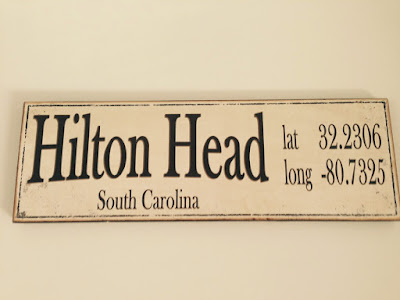 Hilton Head
South Carolina
lat 32.2306
long -80.7325